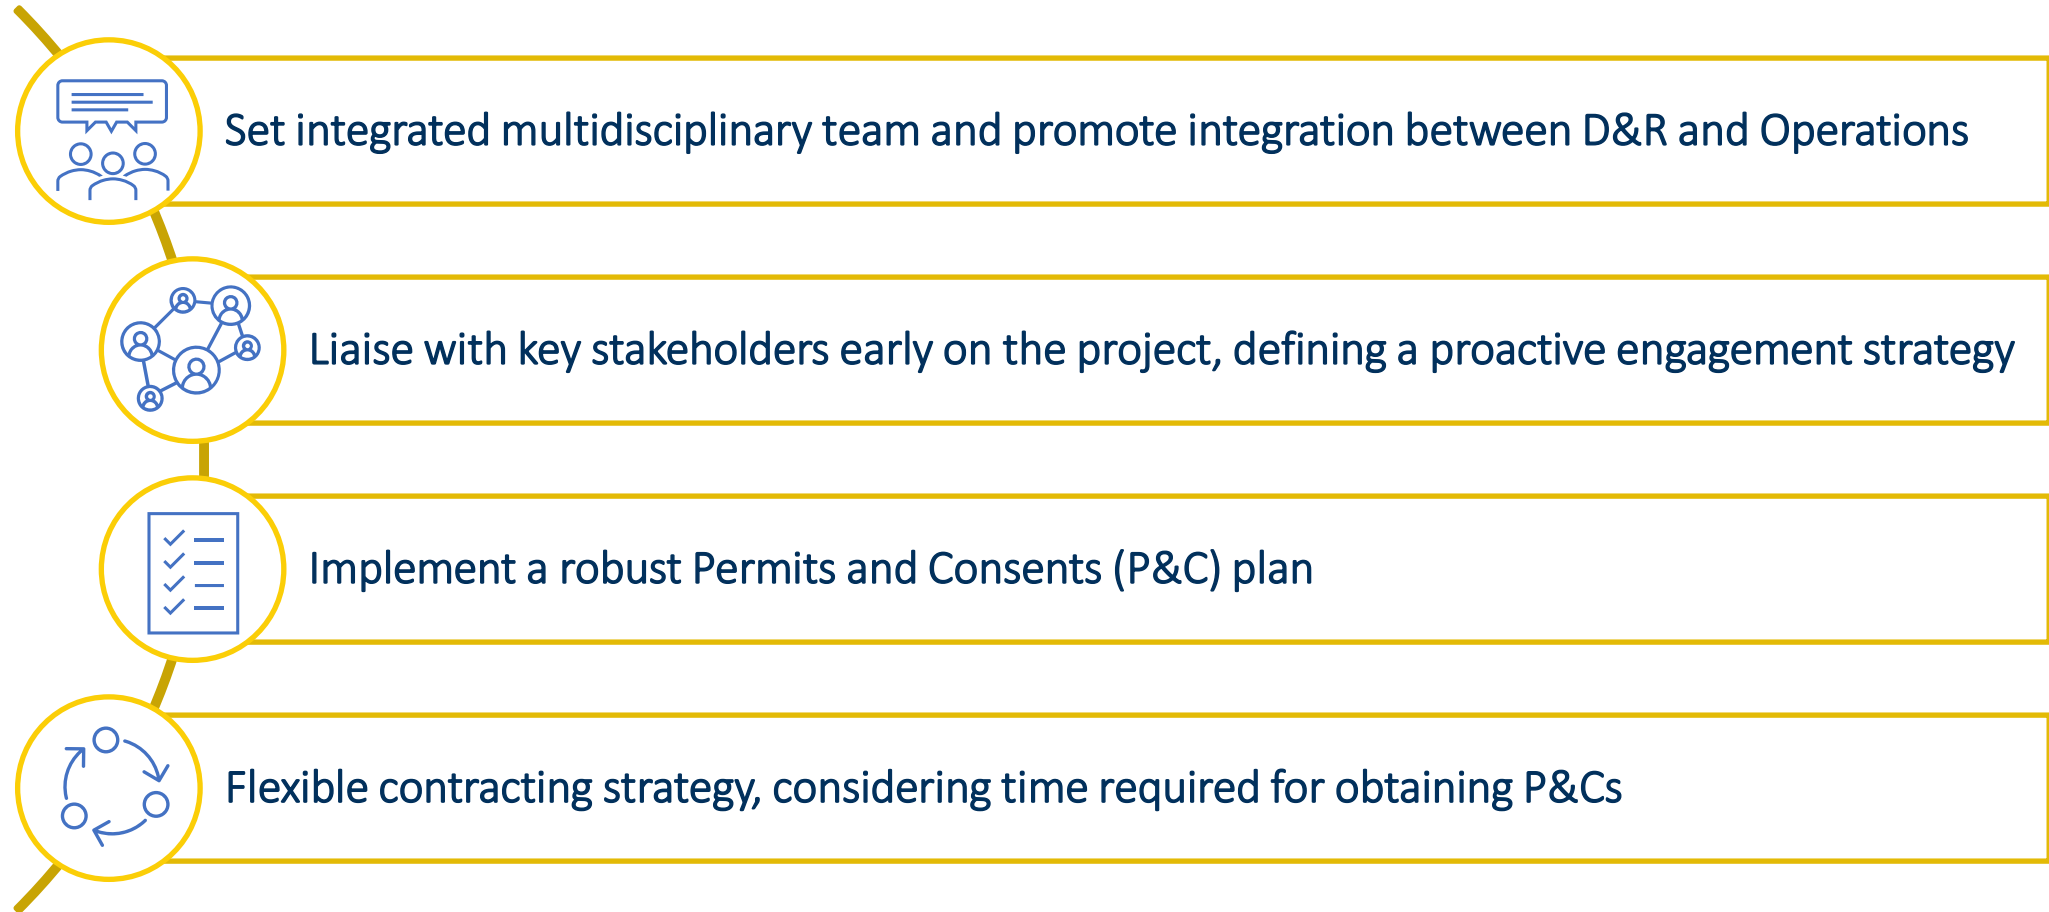 Set integrated multidisciplinary team and promote integration between D&R and Operations
Liaise with key stakeholders early on the project, defining a proactive engagement strategy
Implement a robust Permits and Consents (P&C) plan
Flexible contracting strategy, considering time required for obtaining P&Cs